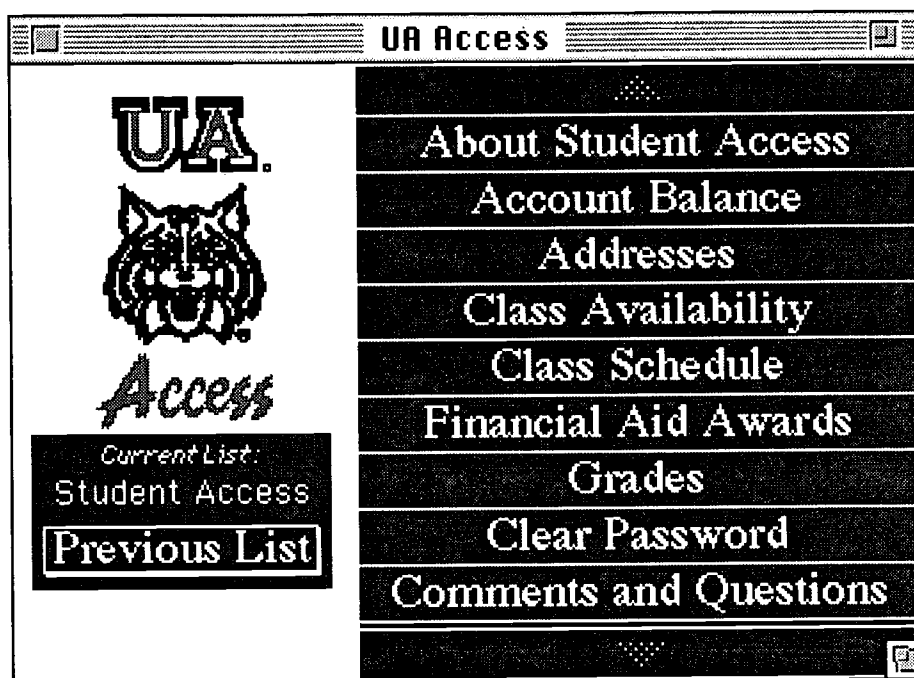 UA Access
UA.
Access
Current List:
Student Access
Previous List
About Student Access
Account Balance
Addresses
Class Availability
Class Schedule
Financial Aid Awards
Grades
Clear Password
Comments and Questions